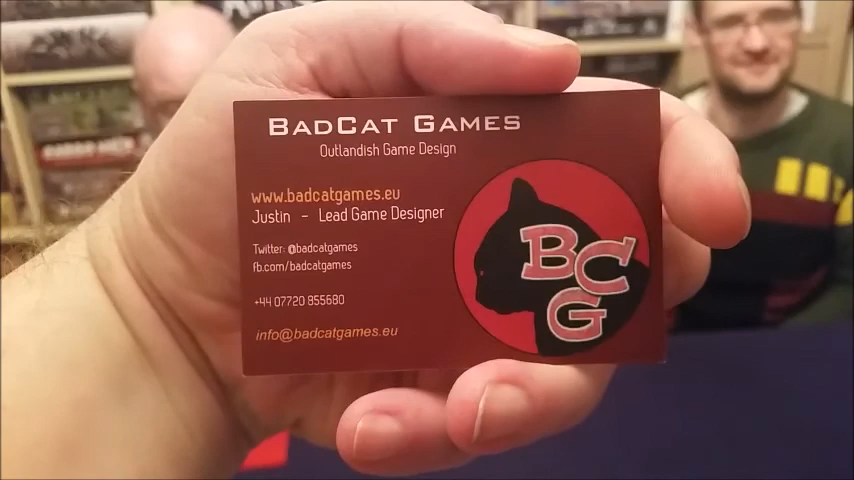 BADCAT GAMES
Outlandish Game Design
www.badcatgames.eu
Justin - Lead Game Designer
Twitter: @badcatgames
fb.com/badcatgames
+44 07720 855680
info@badcatgames.eu
BCG